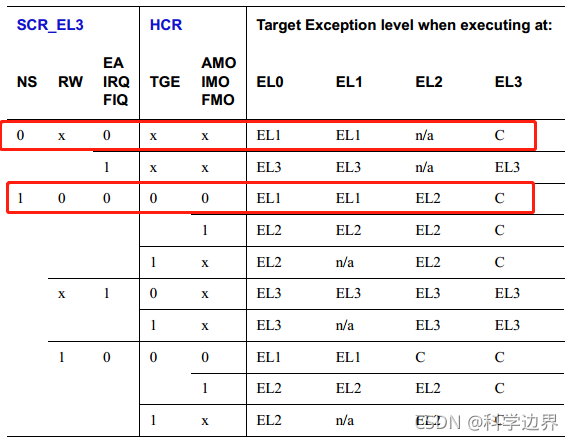 SCR_EL3 HCR Target Exception level when executing at:
NS RW EA IRQ FIQ TGE AMO IMO FMO EL0 EL1 EL2 EL3
0 x 0 x x EL1 EL1 n/a C
1 x x EL3 EL3 n/a EL3
1 0 0 0 0 EL1 EL1 EL2 C
1 EL2 EL2 EL2 C
1 x EL2 n/a EL2 C
x 1 0 x EL3 EL3 EL3 EL3
1 x EL3 n/a EL3 EL3
1 0 0 0 EL1 EL1 C C
1 EL2 EL2 EL2 C
1 x EL2 n/a EL2 C
CSDN @科学边界